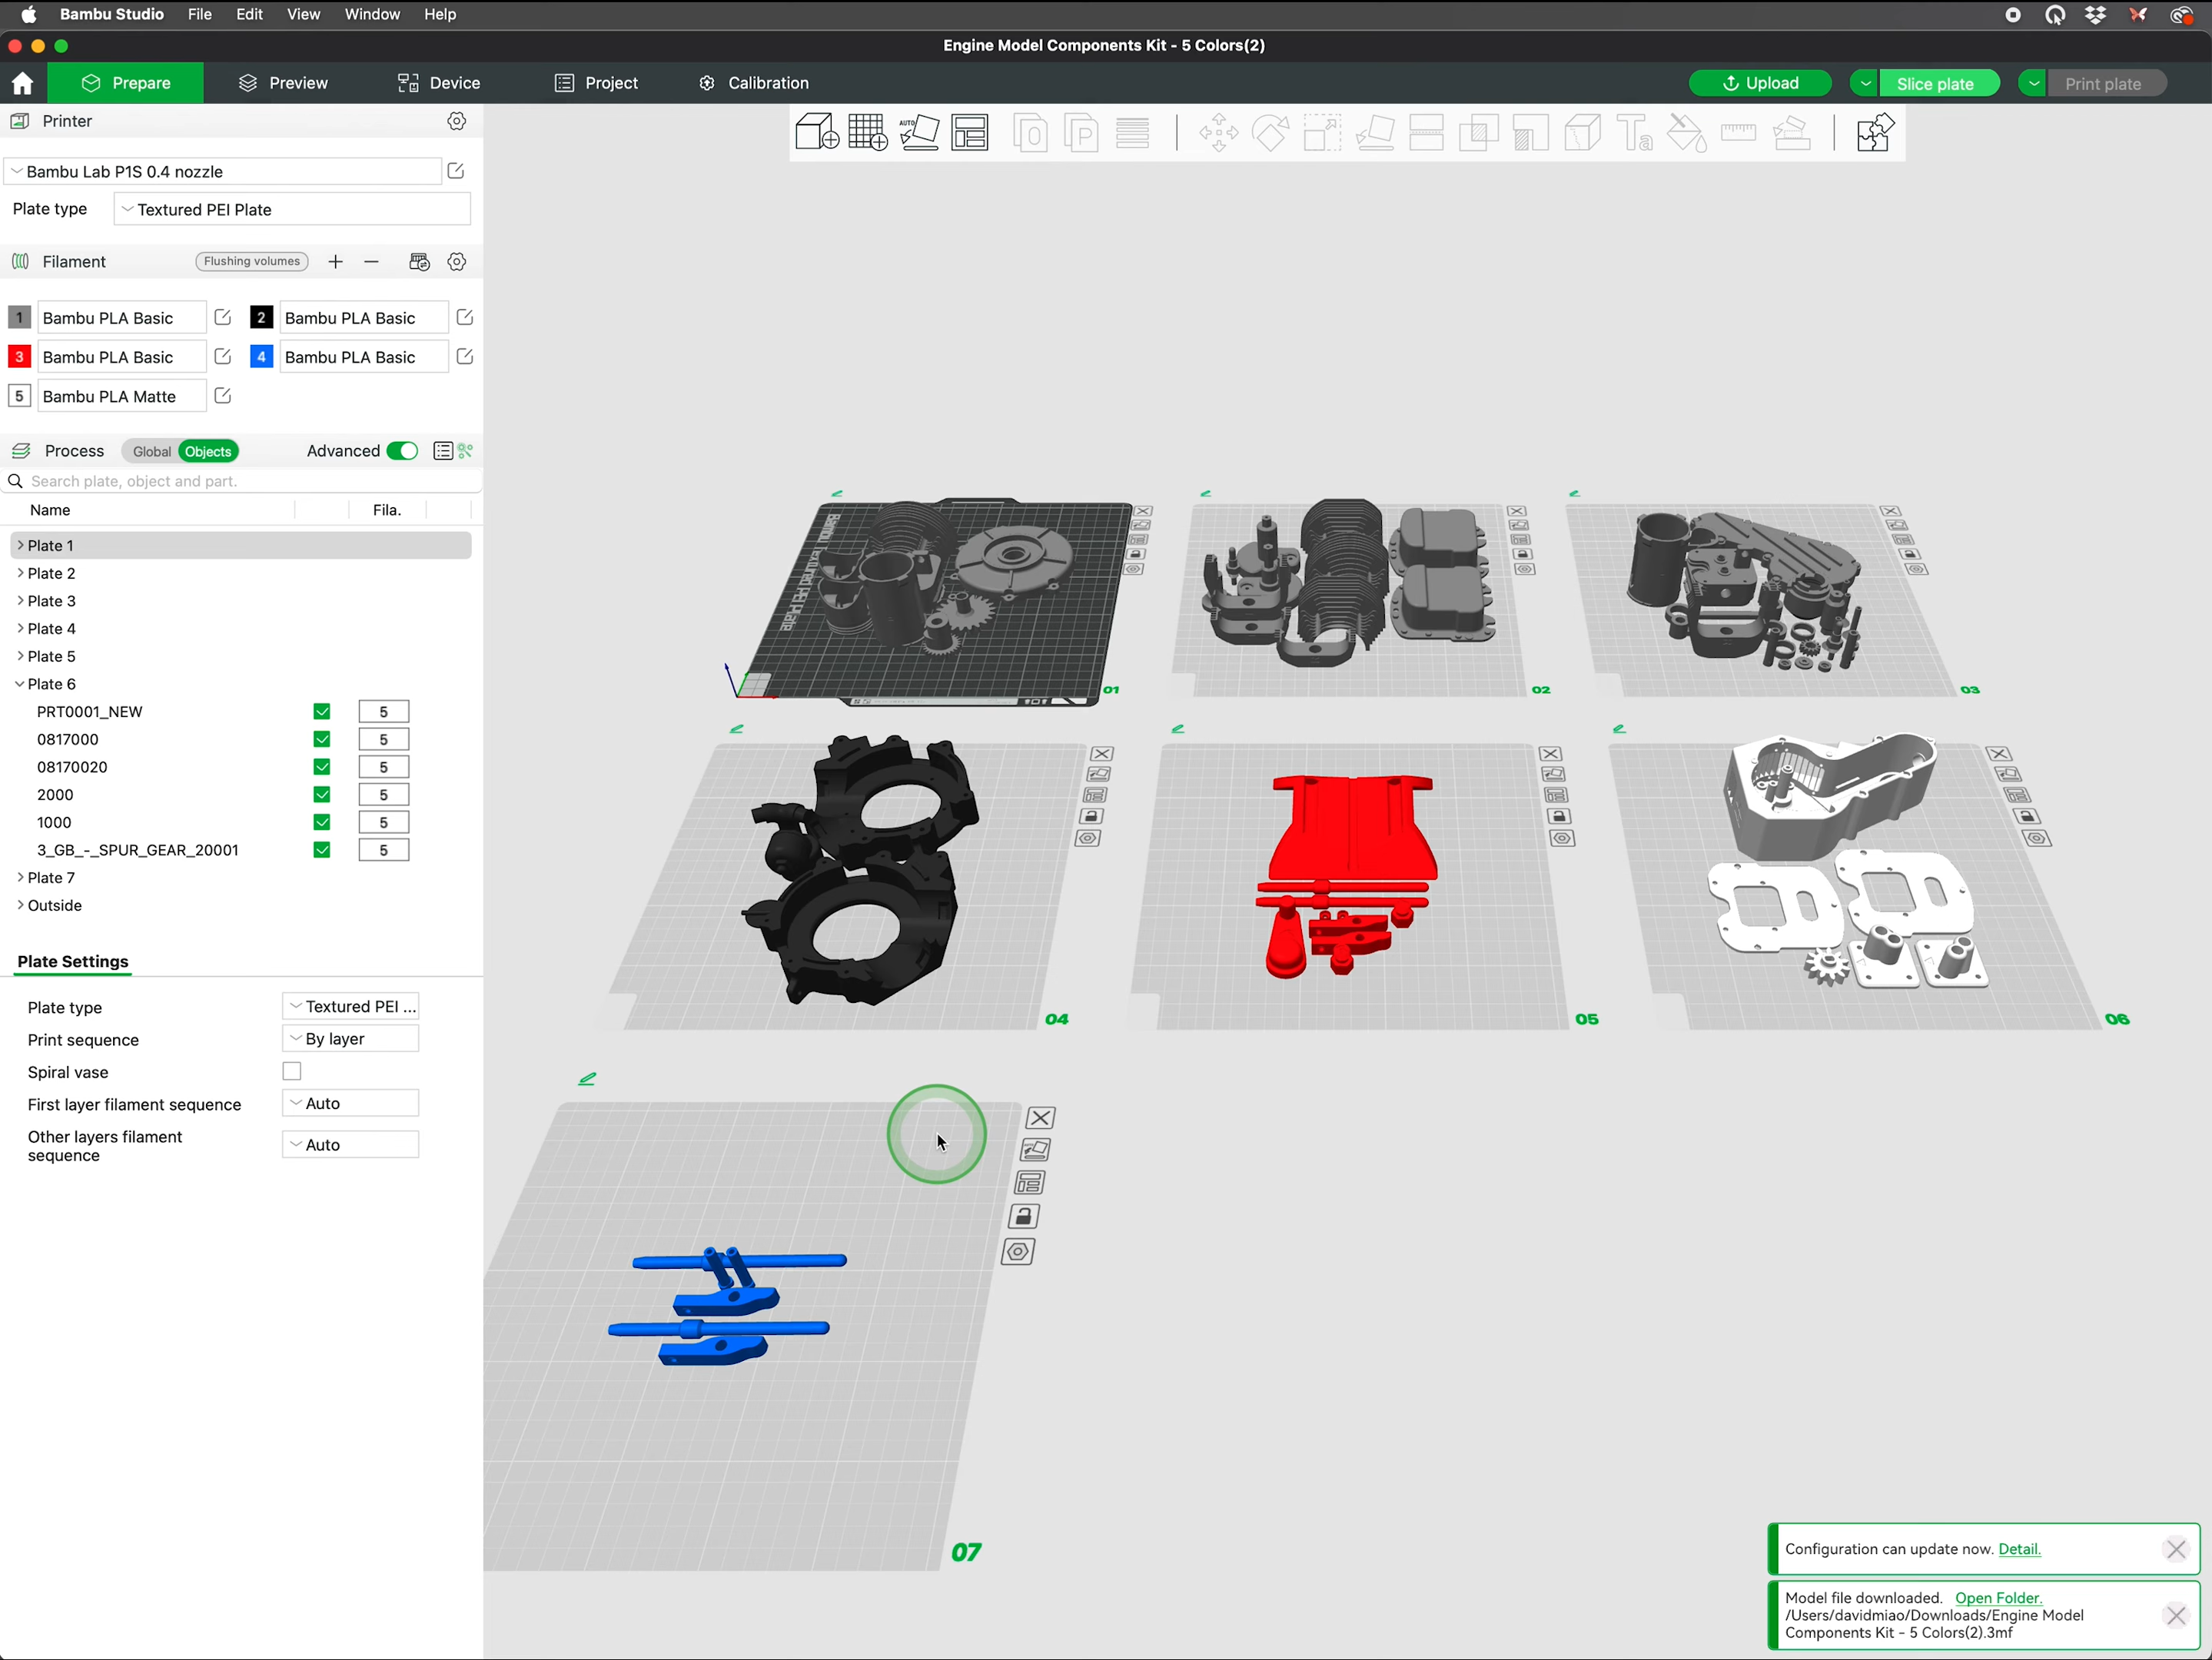 Bambu Studio File Edit View Window Help
Engine Model Components Kit - 5 Colors(2)
Prepare Preview Device Project Calibration Upload Slice plate Print plate
Printer
Bambu Lab P1S 0.4 nozzle
Plate type Textured PEI Plate
Filament Flushing volumes
1 Bambu PLA Basic 2 Bambu PLA Basic
3 Bambu PLA Basic 4 Bambu PLA Basic
5 Bambu PLA Matte
Process Global Objects Advanced
Search plate, object and part.
Name Fila.
Plate 1
Plate 2
Plate 3
Plate 4
Plate 5
Plate 6
PRT0001_NEW 5
0817000 5
08170020 5
2000 5
1000 5
3_GB_-_SPUR_GEAR_20001 5
Plate 7
Outside
Plate Settings
Plate type Textured PEI ...
Print sequence By layer
Spiral vase
First layer filament sequence Auto
Other layers filament
sequence
Auto
AUTO
O P Ta
01
02
03
04
05
06
07
Configuration can update now. Detail.
Model file downloaded. Open Folder.
/Users/davidmiao/Downloads/Engine Model
Components Kit - 5 Colors(2).3mf